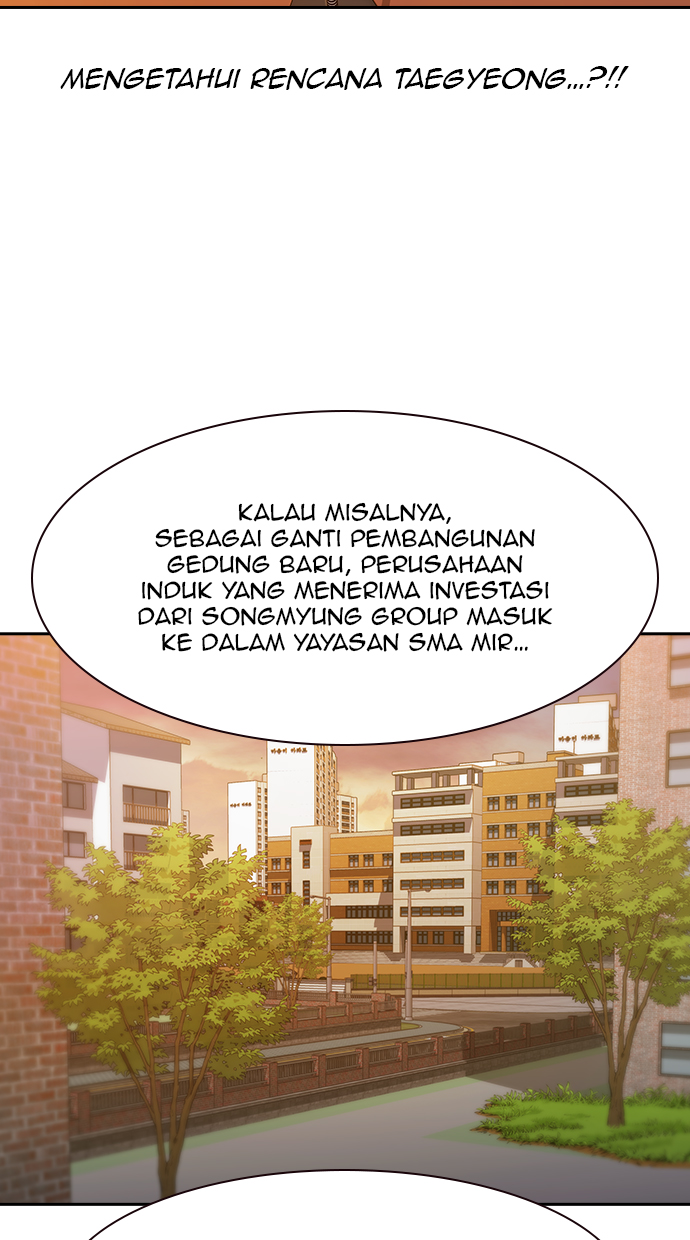 MENGETAHUI RENCANA TAEGYEONG...?!!
KALAU MISALNYA,
SEBAGAI GANTI PEMBANGUNAN
GEDUNG BARU, PERUSAHAAN
INDUK YANG MENERIMA INVESTASI
DARI SONGMYUNG GROUP MASUK
KE DALAM YAYASAN SMA MIR...